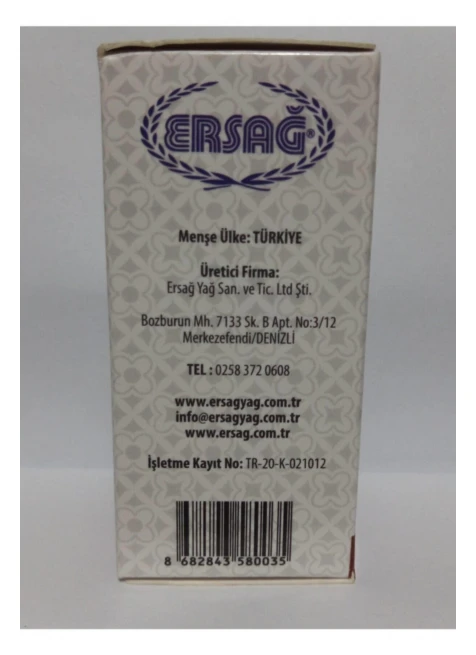 ERSAĞ®
Menşe Ülke: TÜRKİYE
Üretici Firma:
Ersağ Yağ San. ve Tic. Ltd Şti.
Bozburun Mh. 7133 Sk. B Apt. No:3/12
Merkezefendi/DENİZLİ
TEL : 0258 372 0608
www.ersagyag.com.tr
info@ersagyag.com.tr
www.ersag.com.tr
İşletme Kayıt No: TR-20-K-021012
8 682843 580035